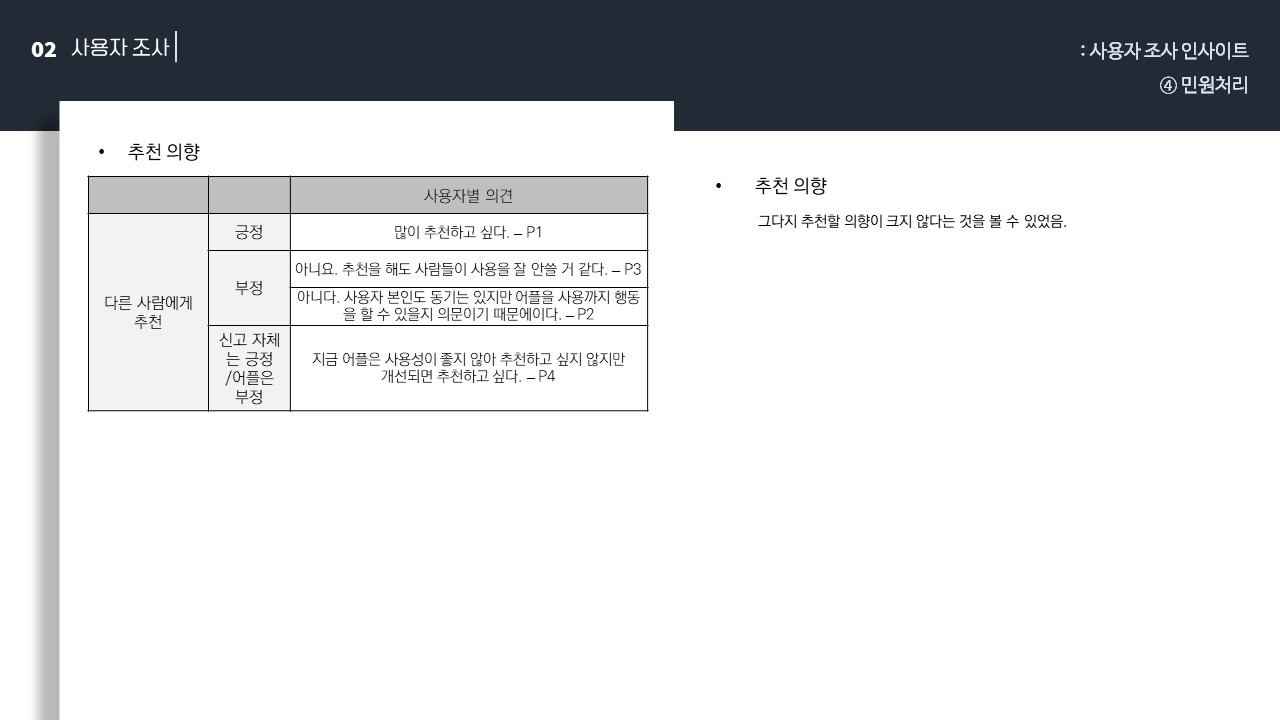 02 사용자 조사
: 사용자 조사 인사이트
④ 민원처리
• 추천 의향
사용자별 의견
다른 사람에게
추천
긍정
많이 추천하고 싶다. – P1
부정
아니요. 추천을 해도 사람들이 사용을 잘 안쓸 거 같다. – P3
아니다. 사용자 본인도 동기는 있지만 어플을 사용까지 행동
을 할 수 있을지 의문이기 때문에이다. – P2
신고 자체
는 긍정
/어플은
부정
지금 어플은 사용성이 좋지 않아 추천하고 싶지 않지만
개선되면 추천하고 싶다. – P4
• 추천 의향
그다지 추천할 의향이 크지 않다는 것을 볼 수 있었음.